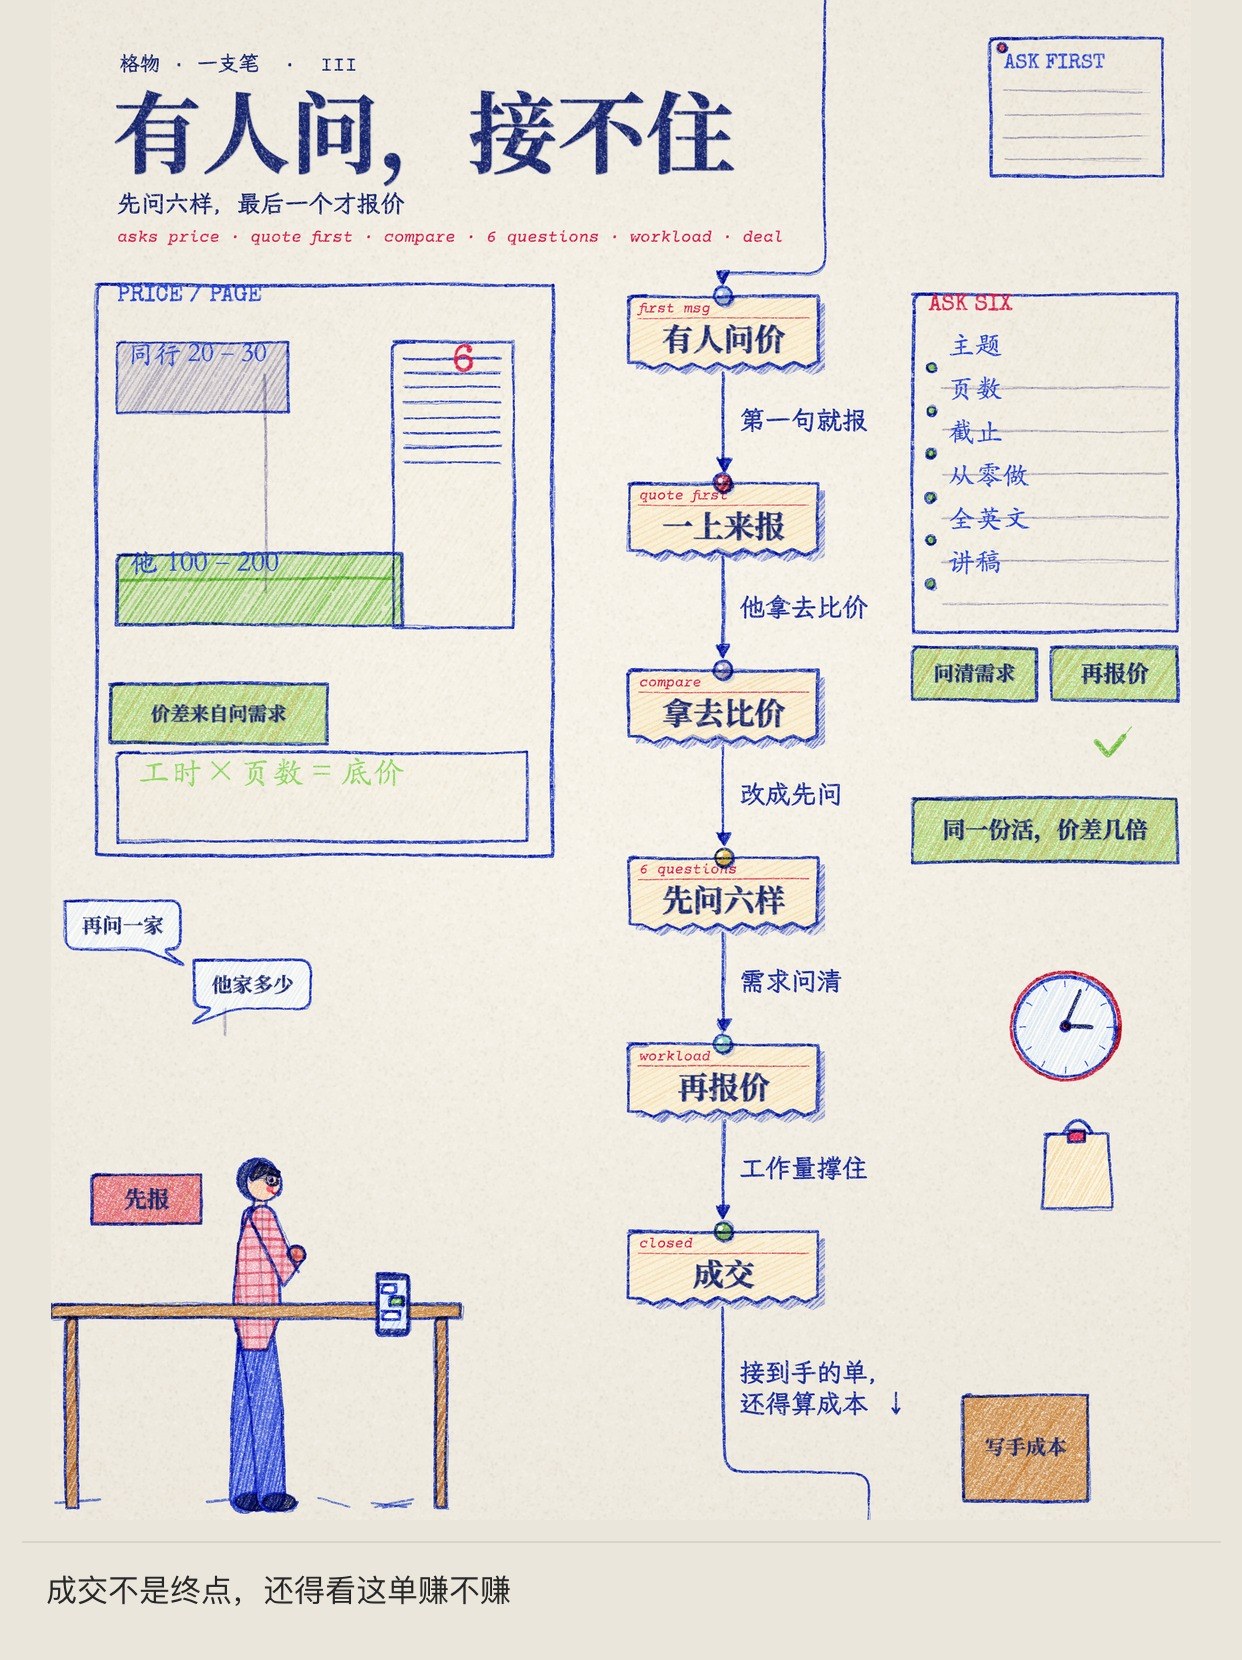 格物 · 一支笔 · III
有人问，接不住
先问六样，最后一个才报价
asks price · quote first · compare · 6 questions · workload · deal
ASK FIRST
PRICE / PAGE
同行 20 – 30
6
他 100 – 200
价差来自问需求
工时 × 页数 = 底价
再问一家
他家多少
先报
first msg
有人问价
第一句就报
quote first
一上来报
他拿去比价
compare
拿去比价
改成先问
6 questions
先问六样
需求问清
workload
再报价
工作量撑住
closed
成交
接到手的单，
还得算成本 ↓
ASK SIX
主题
页数
截止
从零做
全英文
讲稿
问清需求
再报价
同一份活，价差几倍
写手成本
成交不是终点，还得看这单赚不赚